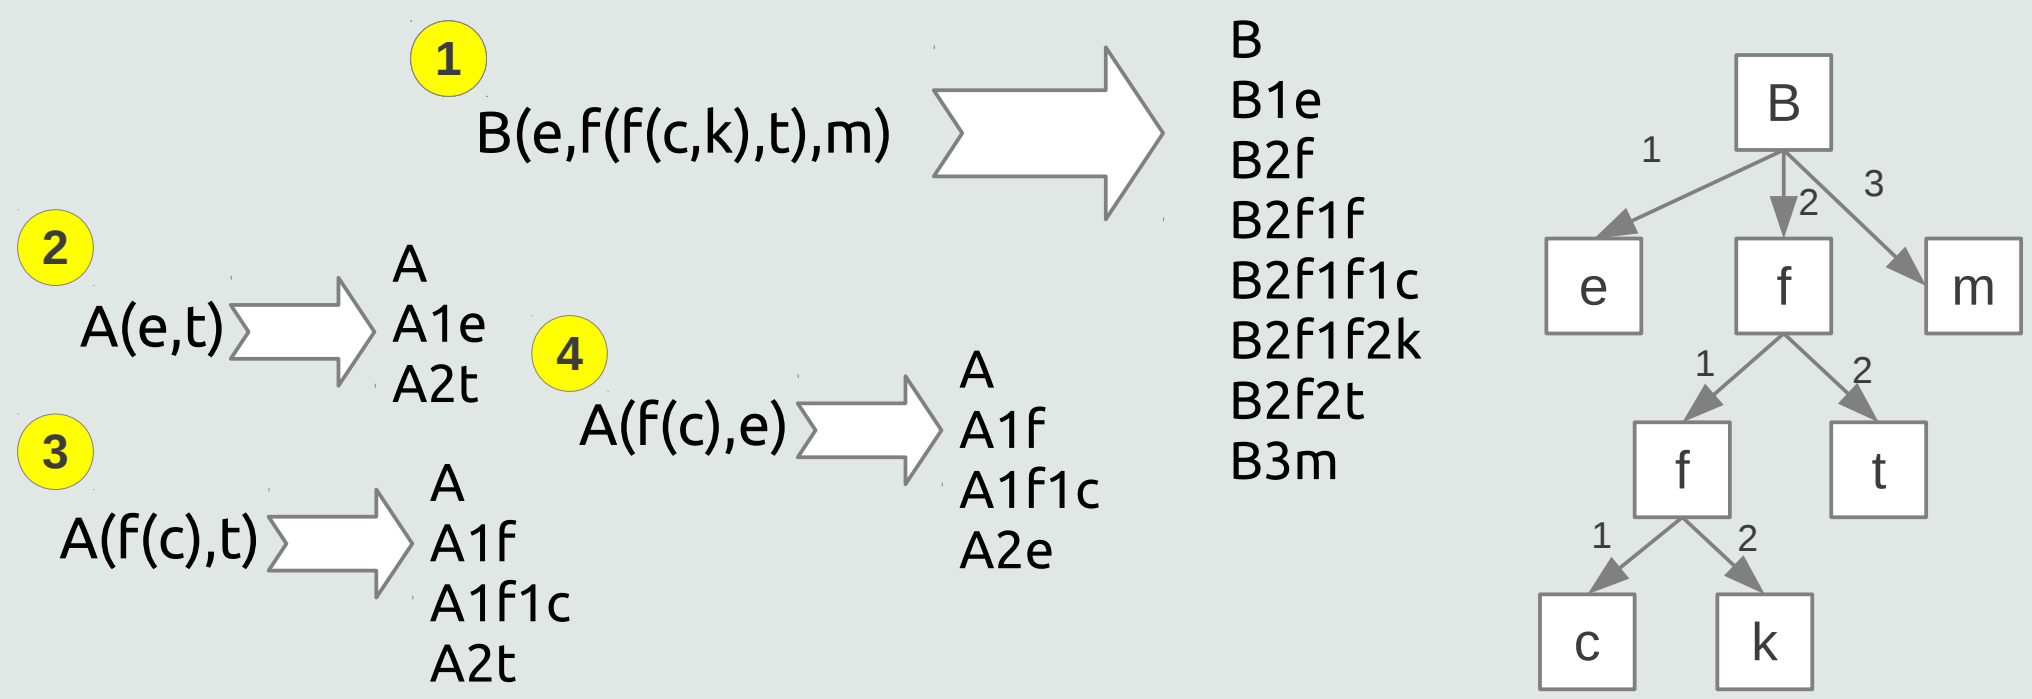 1
B(e,f(f(c,k),t),m)
B
B1e
B2f
B2f1f
B2f1f1c
B2f1f2k
B2f2t
B3m
2
A(e,t)
A
A1e
A2t
3
A(f(c),t)
A
A1f
A1f1c
A2t
4
A(f(c),e)
A
A1f
A1f1c
A2e
B
1
2
3
e
f
m
1
2
f
t
1
2
c
k